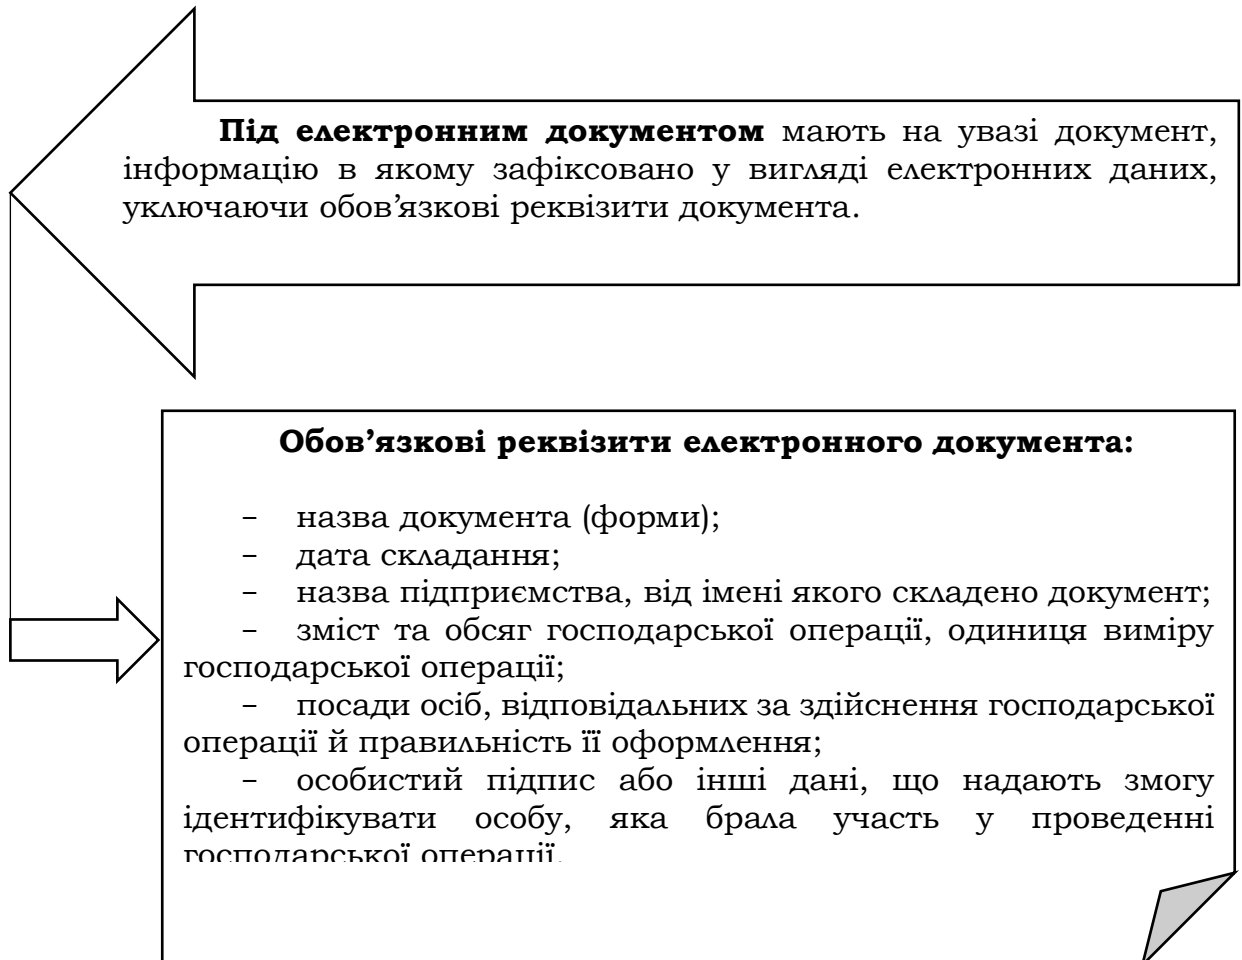 Під електронним документом мають на увазі документ,
інформацію в якому зафіксовано у вигляді електронних даних,
уключаючи обов’язкові реквізити документа.
Обов’язкові реквізити електронного документа:
– назва документа (форми);
– дата складання;
– назва підприємства, від імені якого складено документ;
– зміст та обсяг господарської операції, одиниця виміру
господарської операції;
– посади осіб, відповідальних за здійснення господарської
операції й правильність її оформлення;
– особистий підпис або інші дані, що надають змогу
ідентифікувати особу, яка брала участь у проведенні
господарської операції.